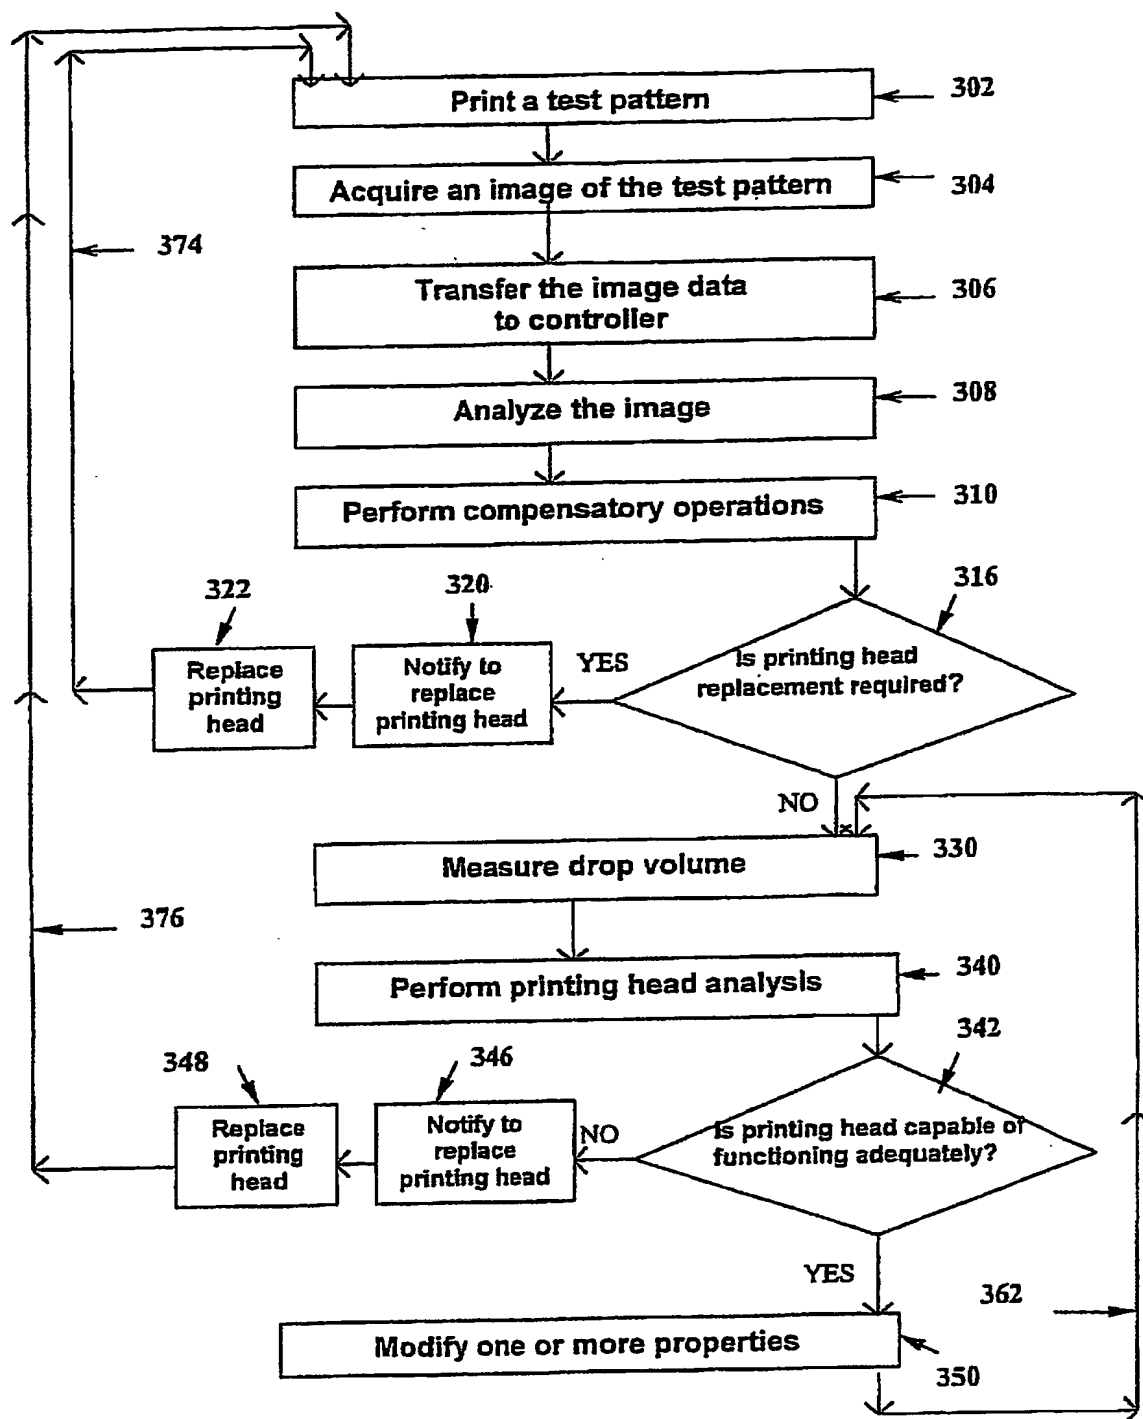 Print a test pattern
302
Acquire an image of the test pattern
304
374
Transfer the image data
to controller
306
Analyze the image
308
Perform compensatory operations
310
322
320
316
Replace
printing
head
Notify to
replace
printing head
YES
Is printing head
replacement required?
NO
Measure drop volume
330
376
Perform printing head analysis
340
342
348
346
Replace
printing
head
Notify to
replace
printing head
NO
Is printing head capable of
functioning adequately?
YES
362
Modify one or more properties
350